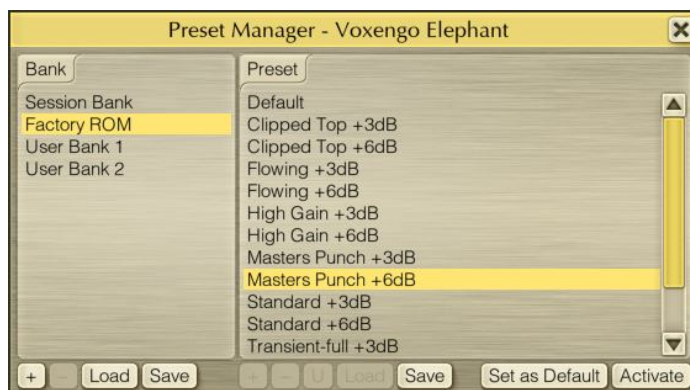 Preset Manager - Voxengo Elephant
Bank
Session Bank
Factory ROM
User Bank 1
User Bank 2
+ - Load Save
Preset
Default
Clipped Top +3dB
Clipped Top +6dB
Flowing +3dB
Flowing +6dB
High Gain +3dB
High Gain +6dB
Masters Punch +3dB
Masters Punch +6dB
Standard +3dB
Standard +6dB
Transient-full +3dB
+ - U Load Save Set as Default Activate